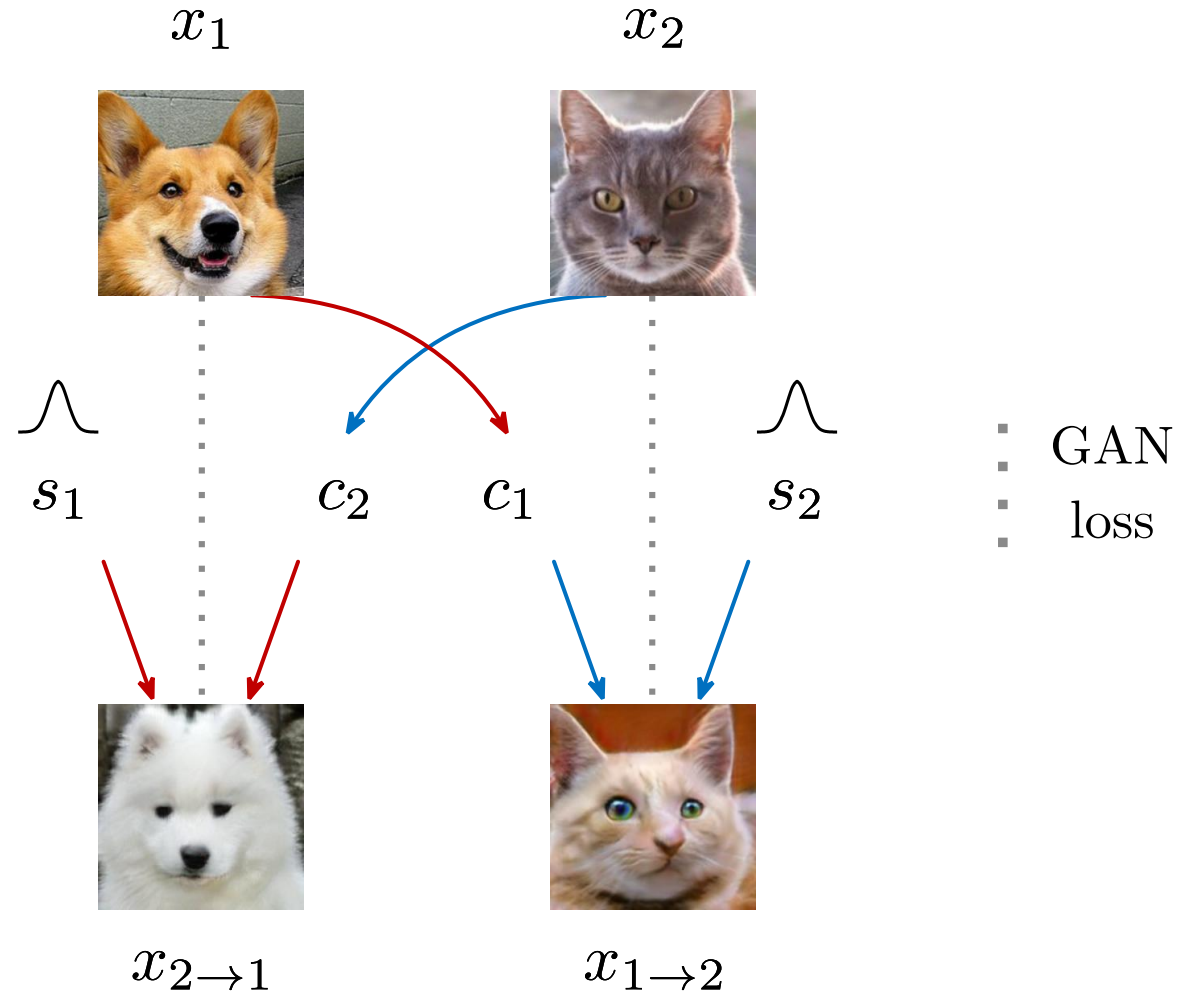 x₁ x₂
s₁ c₂ c₁ s₂
GAN
loss
x₂→₁ x₁→₂